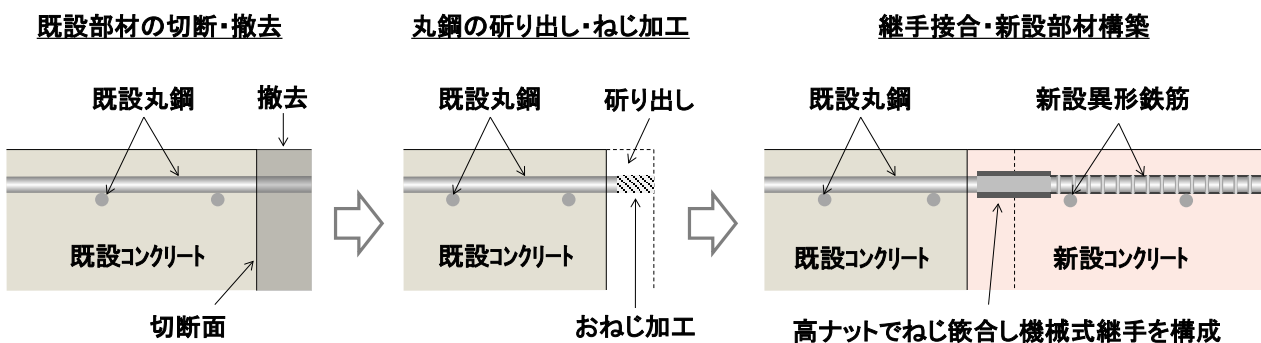 既設部材の切断・撤去
既設丸鋼
撤去
既設コンクリート
切断面
丸鋼の斫り出し・ねじ加工
既設丸鋼
斫り出し
既設コンクリート
おねじ加工
継手接合・新設部材構築
既設丸鋼
新設異形鉄筋
既設コンクリート
新設コンクリート
高ナットでねじ嵌合し機械式継手を構成